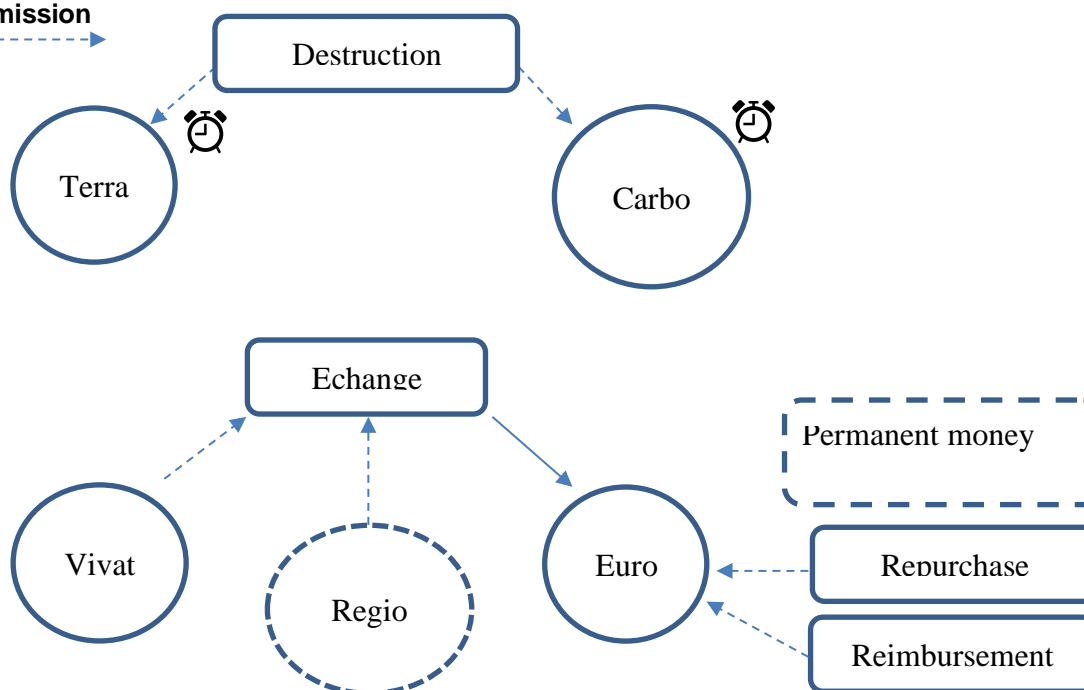 mission
Destruction
Terra
Carbo
Echange
Permanent money
Vivat
Euro
Repurchase
Regio
Reimbursement